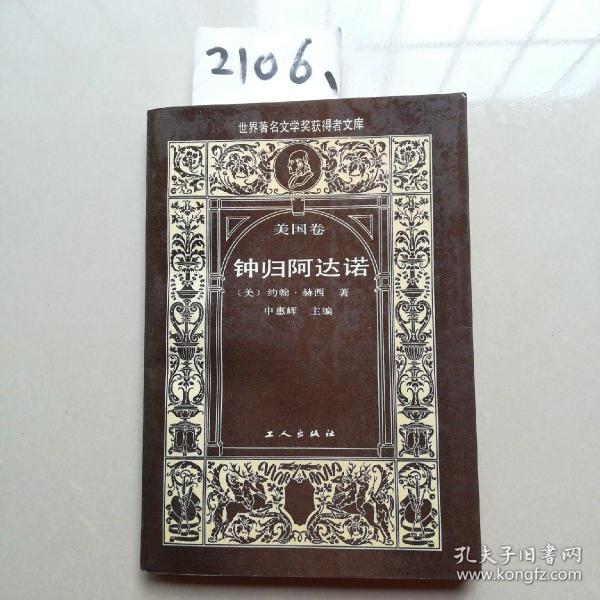 2106、
世界著名文学奖获得者文库
美国卷
钟归阿达诺
〔美〕约翰·赫西 著
申惠辉 主编
工人出版社
孔夫子旧书网
www.kongfz.com